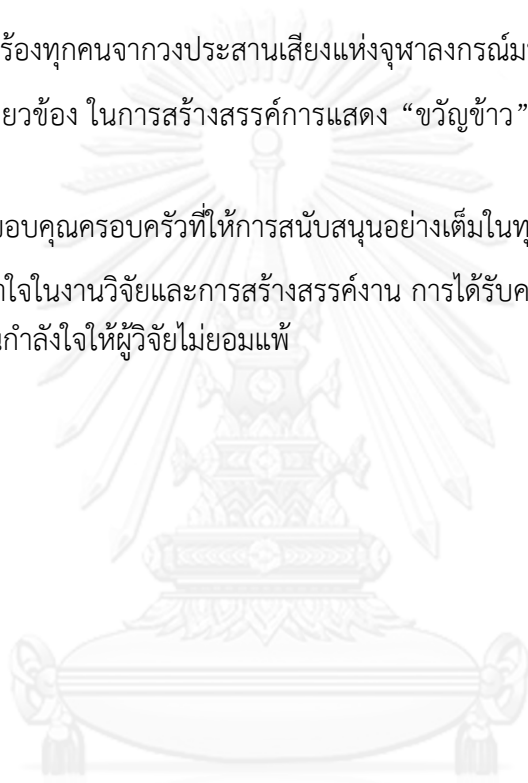 ร้องทุกคนจากวงประสานเสียงแห่งจุฬาลงกรณ์ม
ยวข้อง ในการสร้างสรรค์การแสดง “ขวัญข้าว”
อบคุณครอบครัวที่ให้การสนับสนุนอย่างเต็มในทุ
ใจในงานวิจัยและการสร้างสรรค์งาน การได้รับค
กำลังใจให้ผู้วิจัยไม่ยอมแพ้